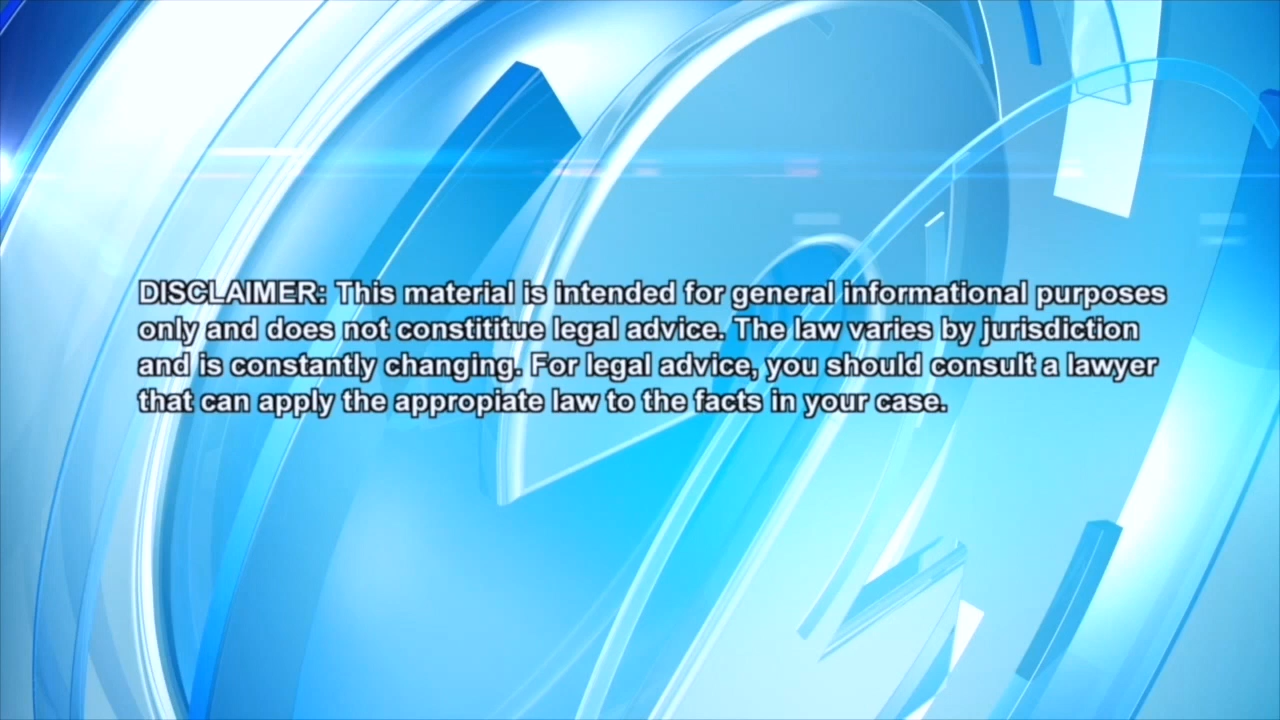 DISCLAIMER: This material is intended for general informational purposes
only and does not constititue legal advice. The law varies by jurisdiction
and is constantly changing. For legal advice, you should consult a lawyer
that can apply the appropiate law to the facts in your case.